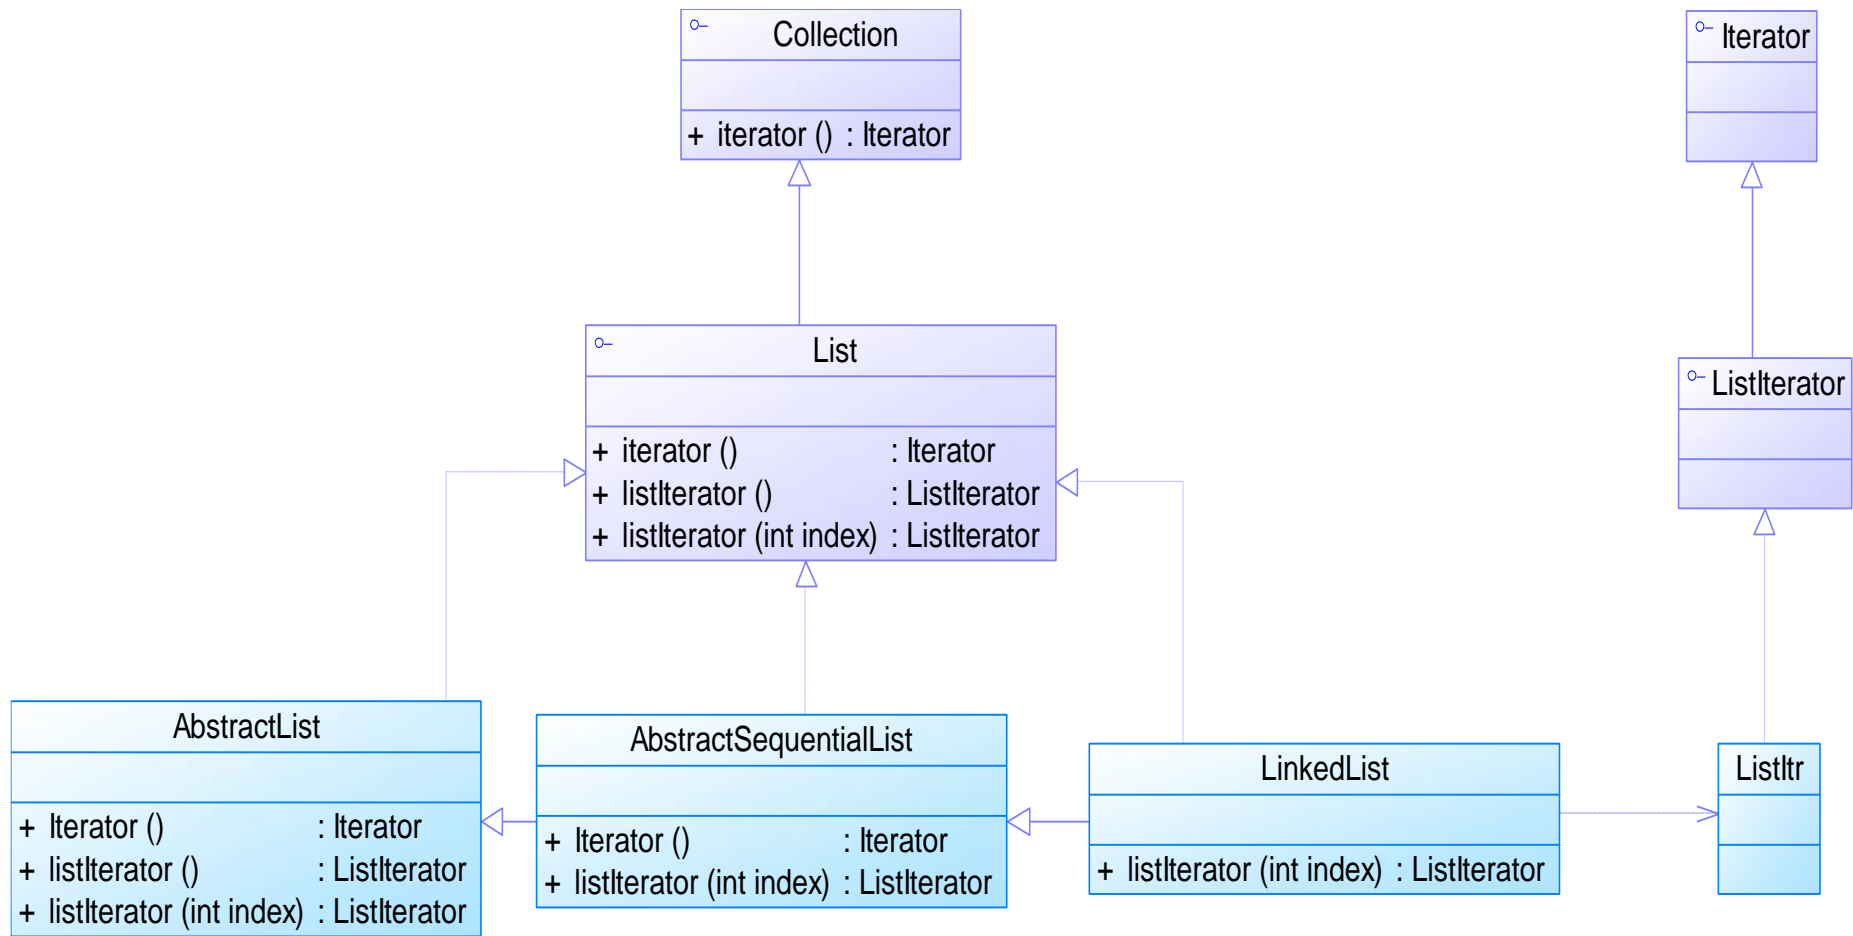 Collection
+ iterator () : Iterator
Iterator
List
+ iterator () : Iterator
+ listIterator () : ListIterator
+ listIterator (int index) : ListIterator
ListIterator
AbstractList
+ Iterator () : Iterator
+ listIterator () : ListIterator
+ listIterator (int index) : ListIterator
AbstractSequentialList
+ Iterator () : Iterator
+ listIterator (int index) : ListIterator
LinkedList
+ listIterator (int index) : ListIterator
ListItr